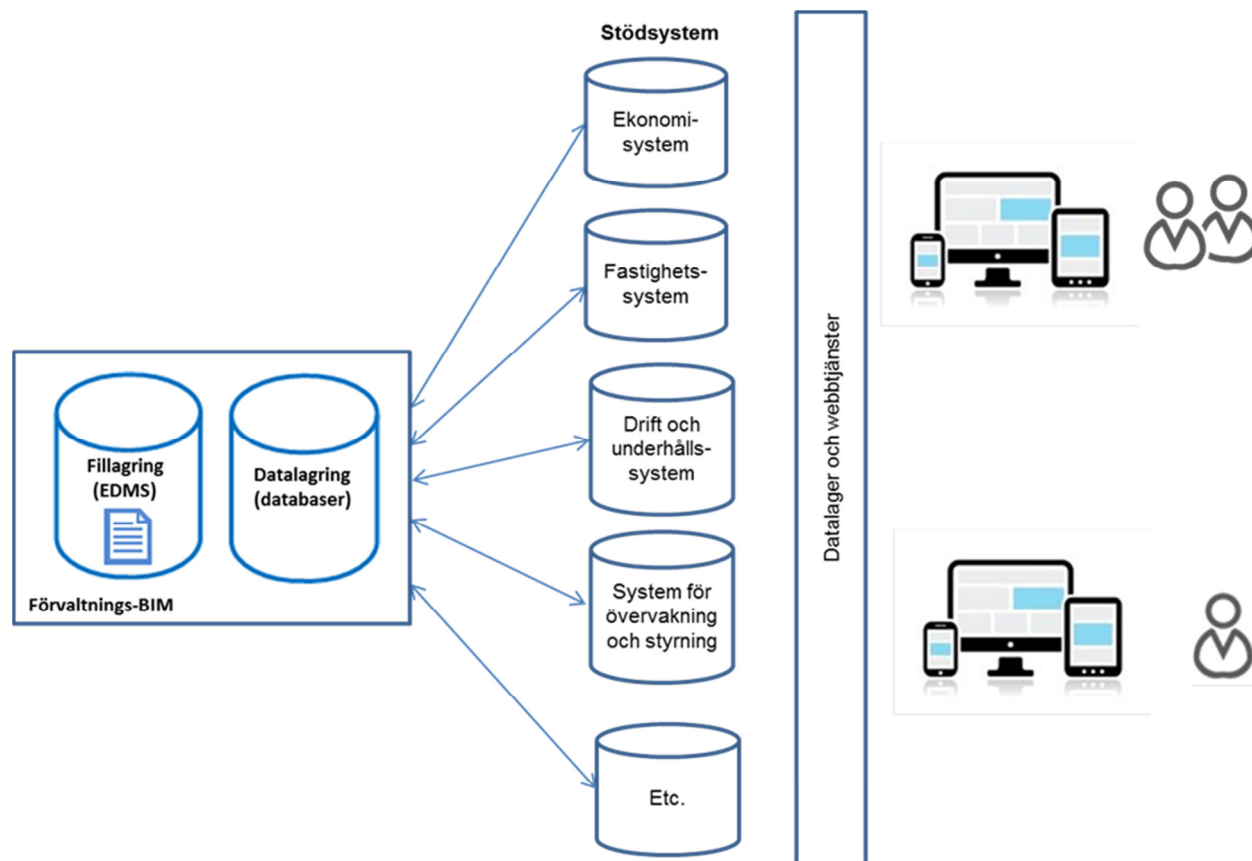 Stödsystem
Ekonomi-
system
Fastighets-
system
Drift och
underhålls-
system
System för
övervakning
och styrning
Etc.
Fillagring
(EDMS)
Datalagring
(databaser)
Förvaltnings-BIM
Datalager och webbtjänster